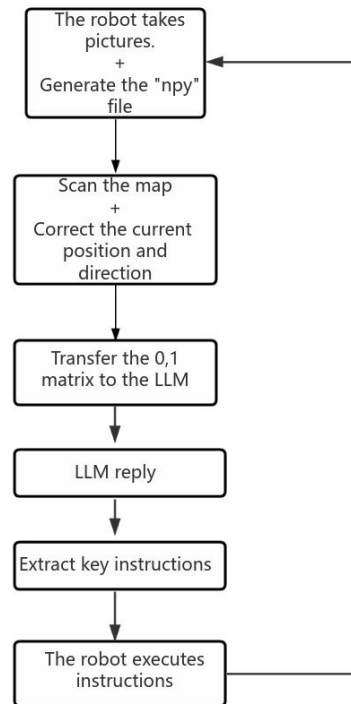 The robot takes
pictures.
+
Generate the "npy"
file
Scan the map
+
Correct the current
position and
direction
Transfer the 0,1
matrix to the LLM
LLM reply
Extract key instructions
The robot executes
instructions